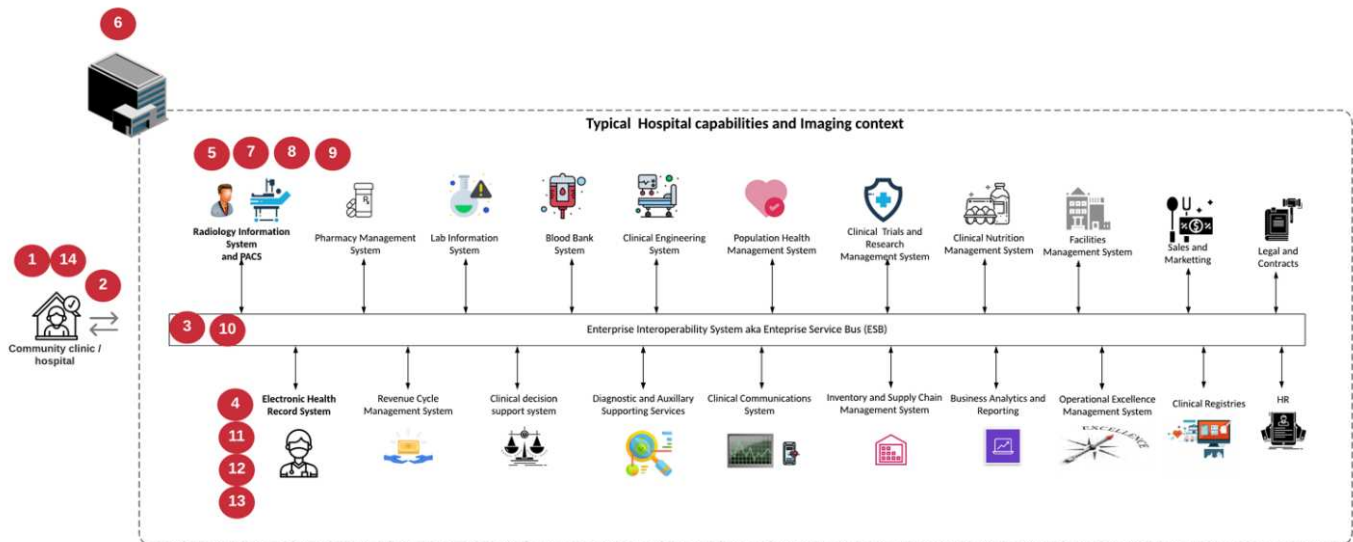 6
Typical Hospital capabilities and Imaging context
5
7
8
9
Radiology Information
System
and PACS
Pharmacy Management
System
Lab Information
System
Blood Bank
System
Clinical Engineering
System
Population Health
Management System
Clinical Trials and
Research
Management System
Clinical Nutrition
Management System
Facilities
Management System
Sales and
Marketting
Legal and
Contracts
1
14
2
Community clinic /
hospital
3
10
Enterprise Interoperability System aka Enteprise Service Bus (ESB)
4
11
12
13
Electronic Health
Record System
Revenue Cycle
Management System
Clinical decision
support system
Diagnostic and Auxillary
Supporting Services
Clinical Communications
System
Inventory and Supply Chain
Management System
Business Analytics and
Reporting
Operational Excellence
Management System
EXCELLENCE
Clinical Registries
HR